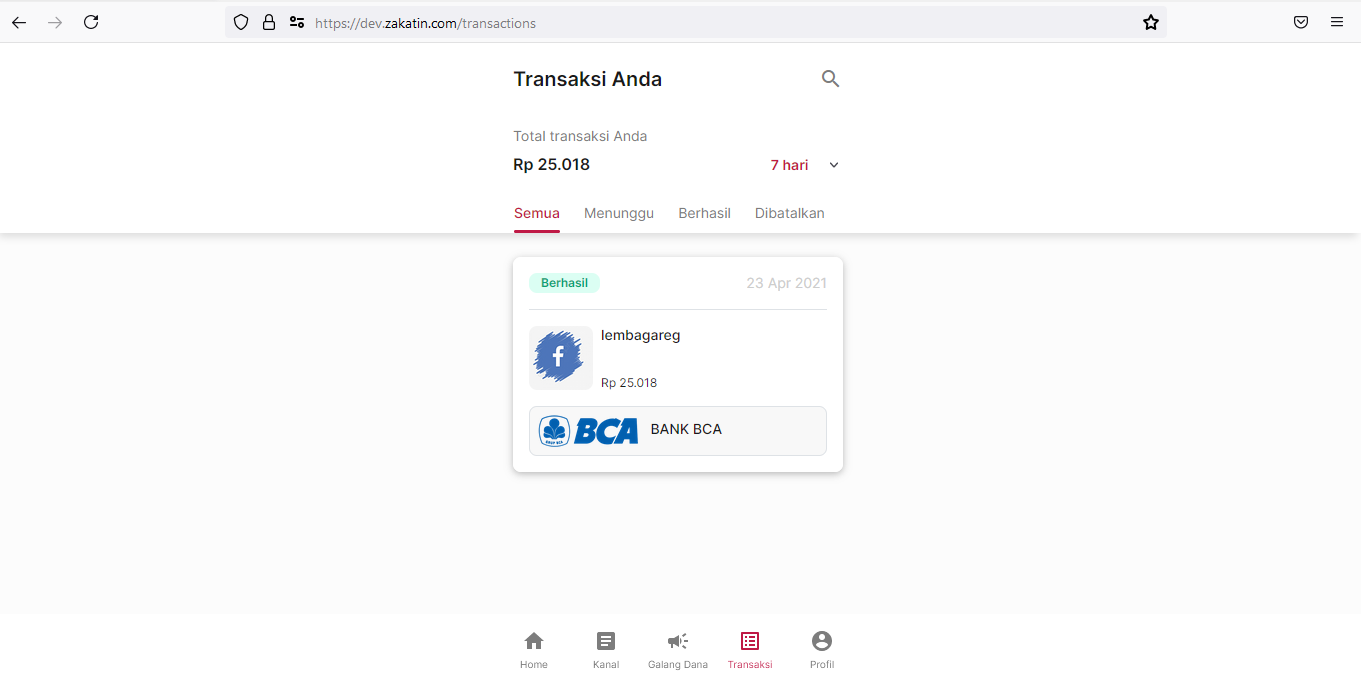 https://dev.zakatin.com/transactions
Transaksi Anda
Total transaksi Anda
Rp 25.018
7 hari
Semua Menunggu Berhasil Dibatalkan
Berhasil
23 Apr 2021
lembagareg
Rp 25.018
BCA
BANK BCA
Home Kanal Galang Dana Transaksi Profil